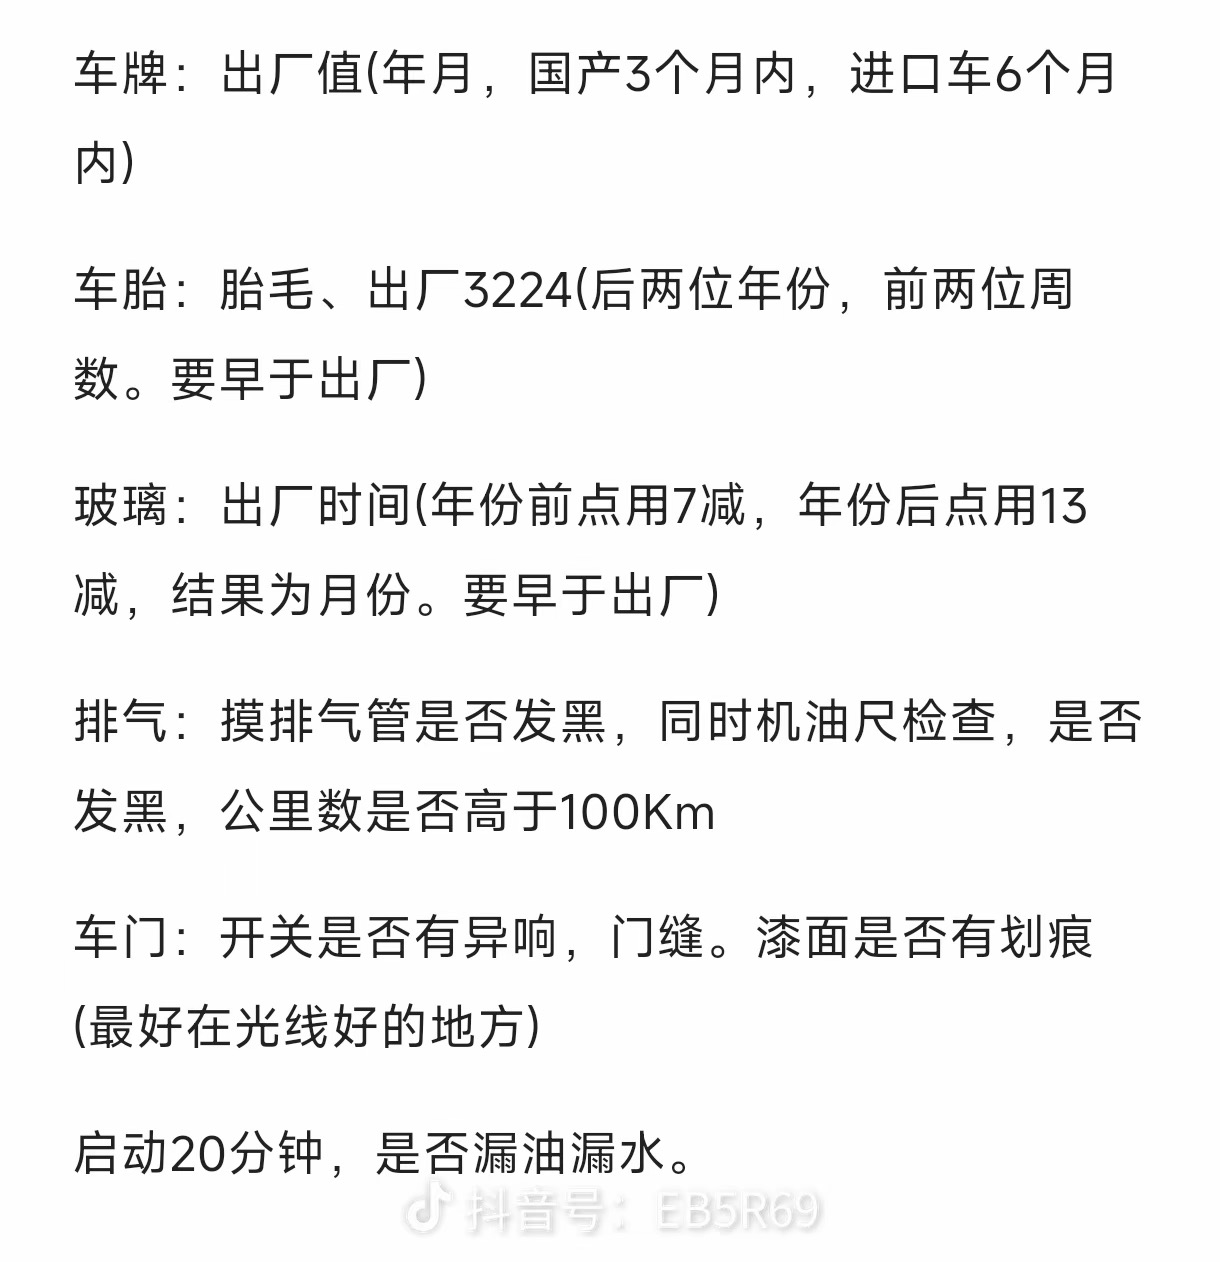 车牌：出厂值(年月，国产3个月内，进口车6个月
内)
车胎：胎毛、出厂3224(后两位年份，前两位周
数。要早于出厂)
玻璃：出厂时间(年份前点用7减，年份后点用13
减，结果为月份。要早于出厂)
排气：摸排气管是否发黑，同时机油尺检查，是否
发黑，公里数是否高于100Km
车门：开关是否有异响，门缝。漆面是否有划痕
(最好在光线好的地方)
启动20分钟，是否漏油漏水。
抖音号：EB5R69